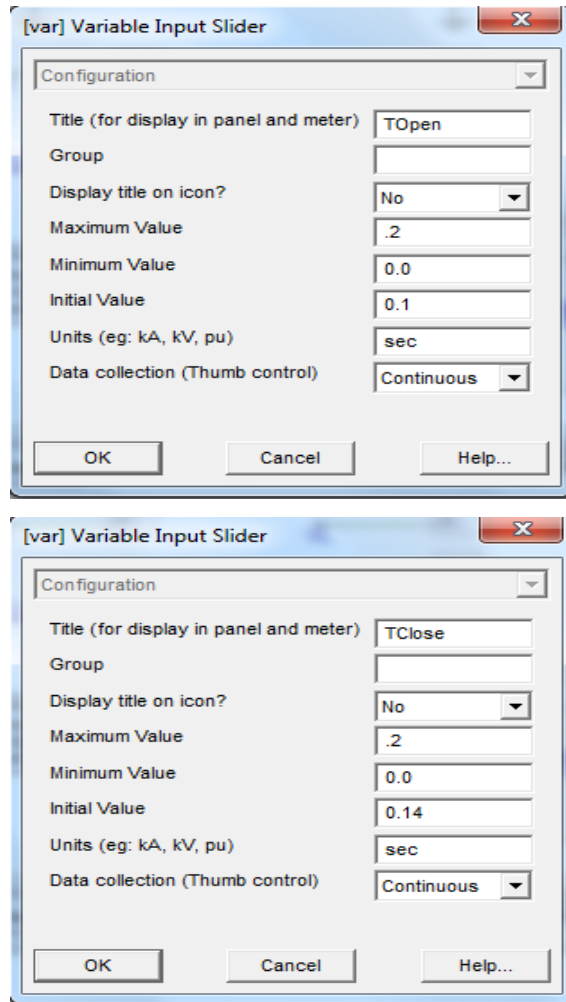 [var] Variable Input Slider
Configuration
Title (for display in panel and meter) TOpen
Group
Display title on icon? No
Maximum Value .2
Minimum Value 0.0
Initial Value 0.1
Units (eg: kA, kV, pu) sec
Data collection (Thumb control) Continuous
OK Cancel Help...
[var] Variable Input Slider
Configuration
Title (for display in panel and meter) TClose
Group
Display title on icon? No
Maximum Value .2
Minimum Value 0.0
Initial Value 0.14
Units (eg: kA, kV, pu) sec
Data collection (Thumb control) Continuous
OK Cancel Help...